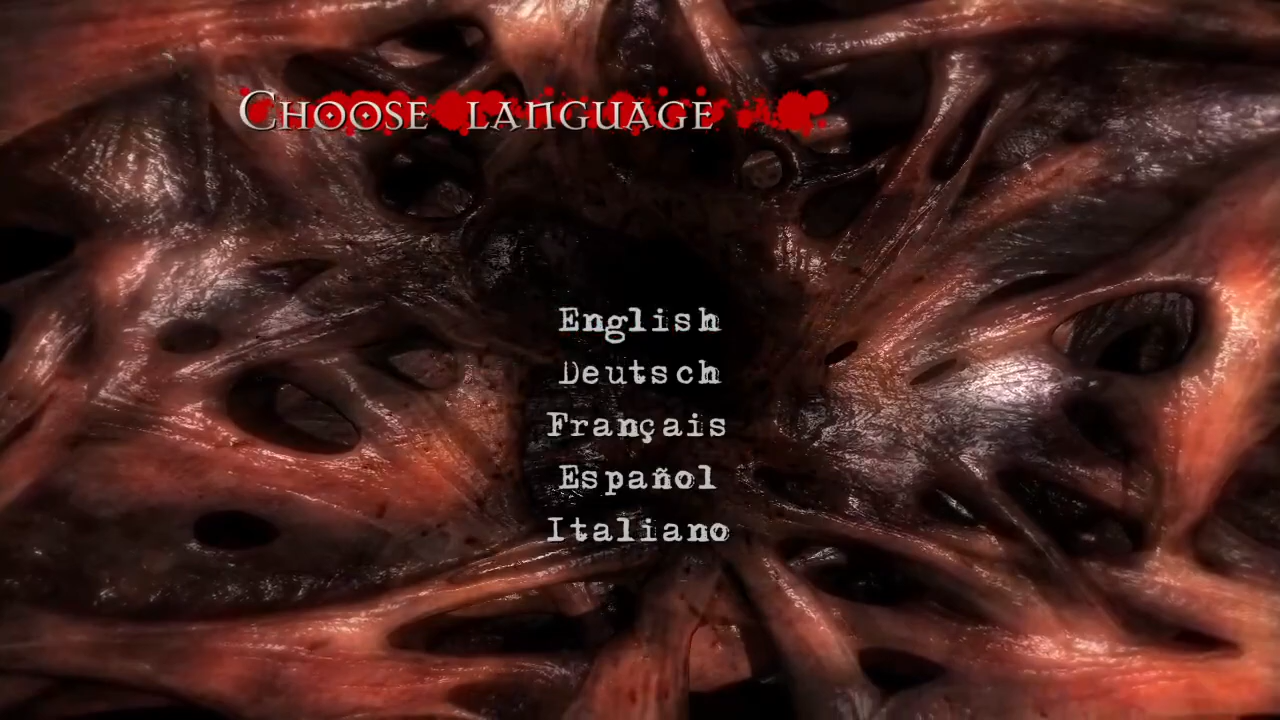 Choose language
English
Deutsch
Français
Español
Italiano